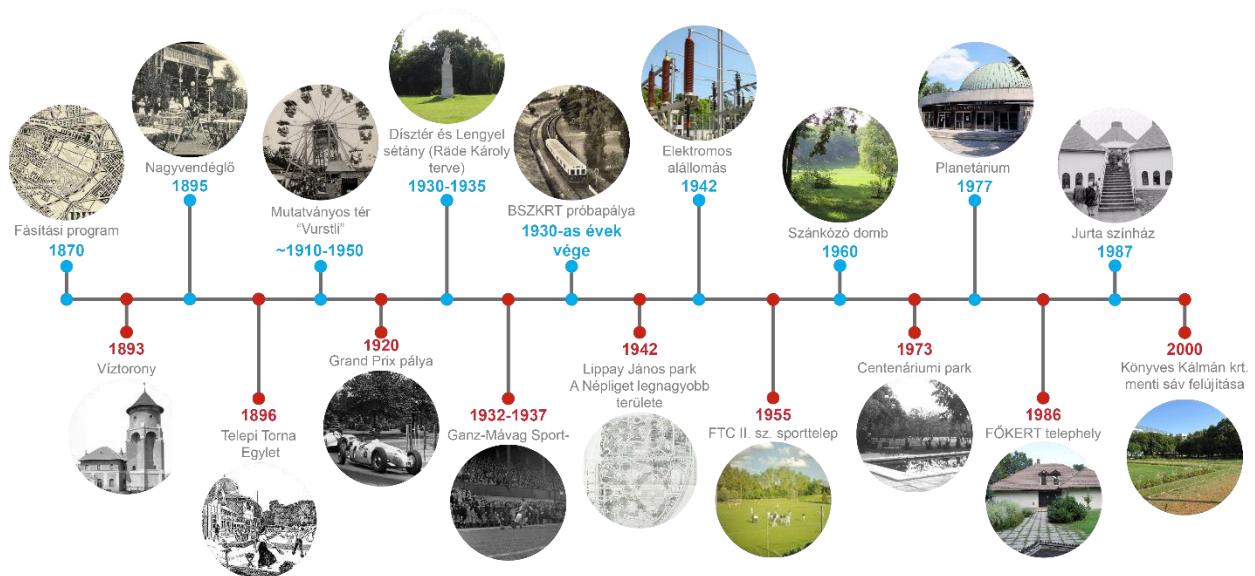 Fásítási program
1870
Nagyvendéglő
1895
Mutatványos tér
“Vurstli”
~1910-1950
Dísztér és Lengyel
sétány (Räde Károly
terve)
1930-1935
BSZKRT próbapálya
1930-as évek
vége
Elektromos
alállomás
1942
Szánkózó domb
1960
Planetárium
1977
Jurta színház
1987
1893
Víztorony
1896
Telepi Torna
Egylet
1920
Grand Prix pálya
1932-1937
Ganz-Mávag Sport-
1942
Lippay János park
A Népliget legnagyobb
területe
1955
FTC II. sz. sporttelep
1973
Centenáriumi park
1986
FŐKERT telephely
2000
Könyves Kálmán krt.
menti sáv felújítása